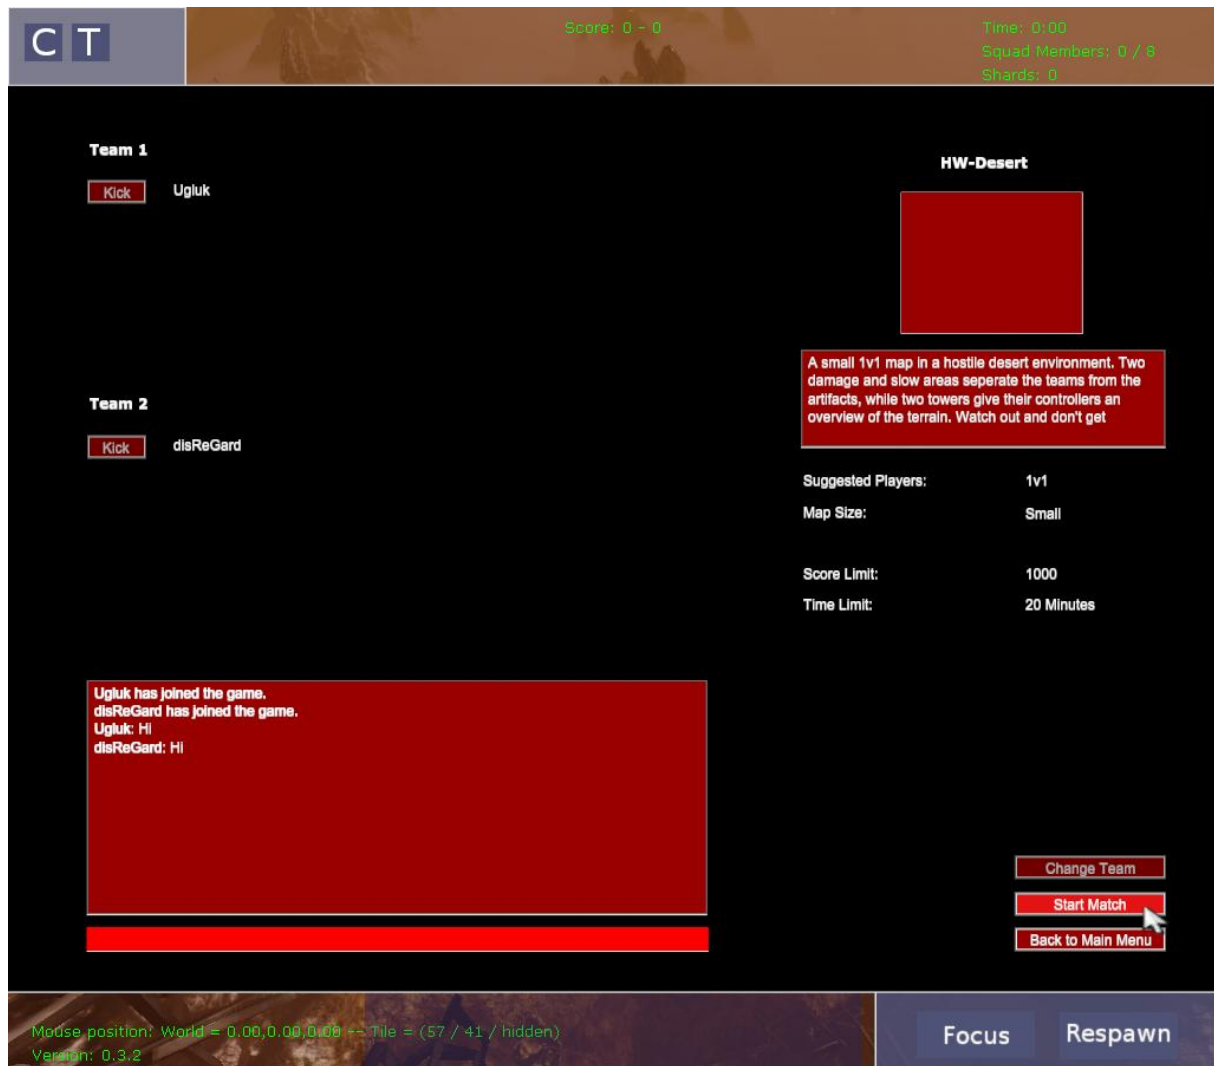 C T
Score: 0 - 0
Time: 0:00
Squad Members: 0 / 8
Shards: 0
Team 1
Kick Ugluk
HW-Desert
A small 1v1 map in a hostile desert environment. Two
damage and slow areas seperate the teams from the
artifacts, while two towers give their controllers an
overview of the terrain. Watch out and don't get
Team 2
Kick disReGard
Suggested Players: 1v1
Map Size: Small
Score Limit: 1000
Time Limit: 20 Minutes
Ugluk has joined the game.
disReGard has joined the game.
Ugluk: Hi
disReGard: Hi
Change Team
Start Match
Back to Main Menu
Mouse position: World = 0.00,0.00,0.00 -- Tile = (57 / 41 / hidden)
Version: 0.3.2
Focus Respawn